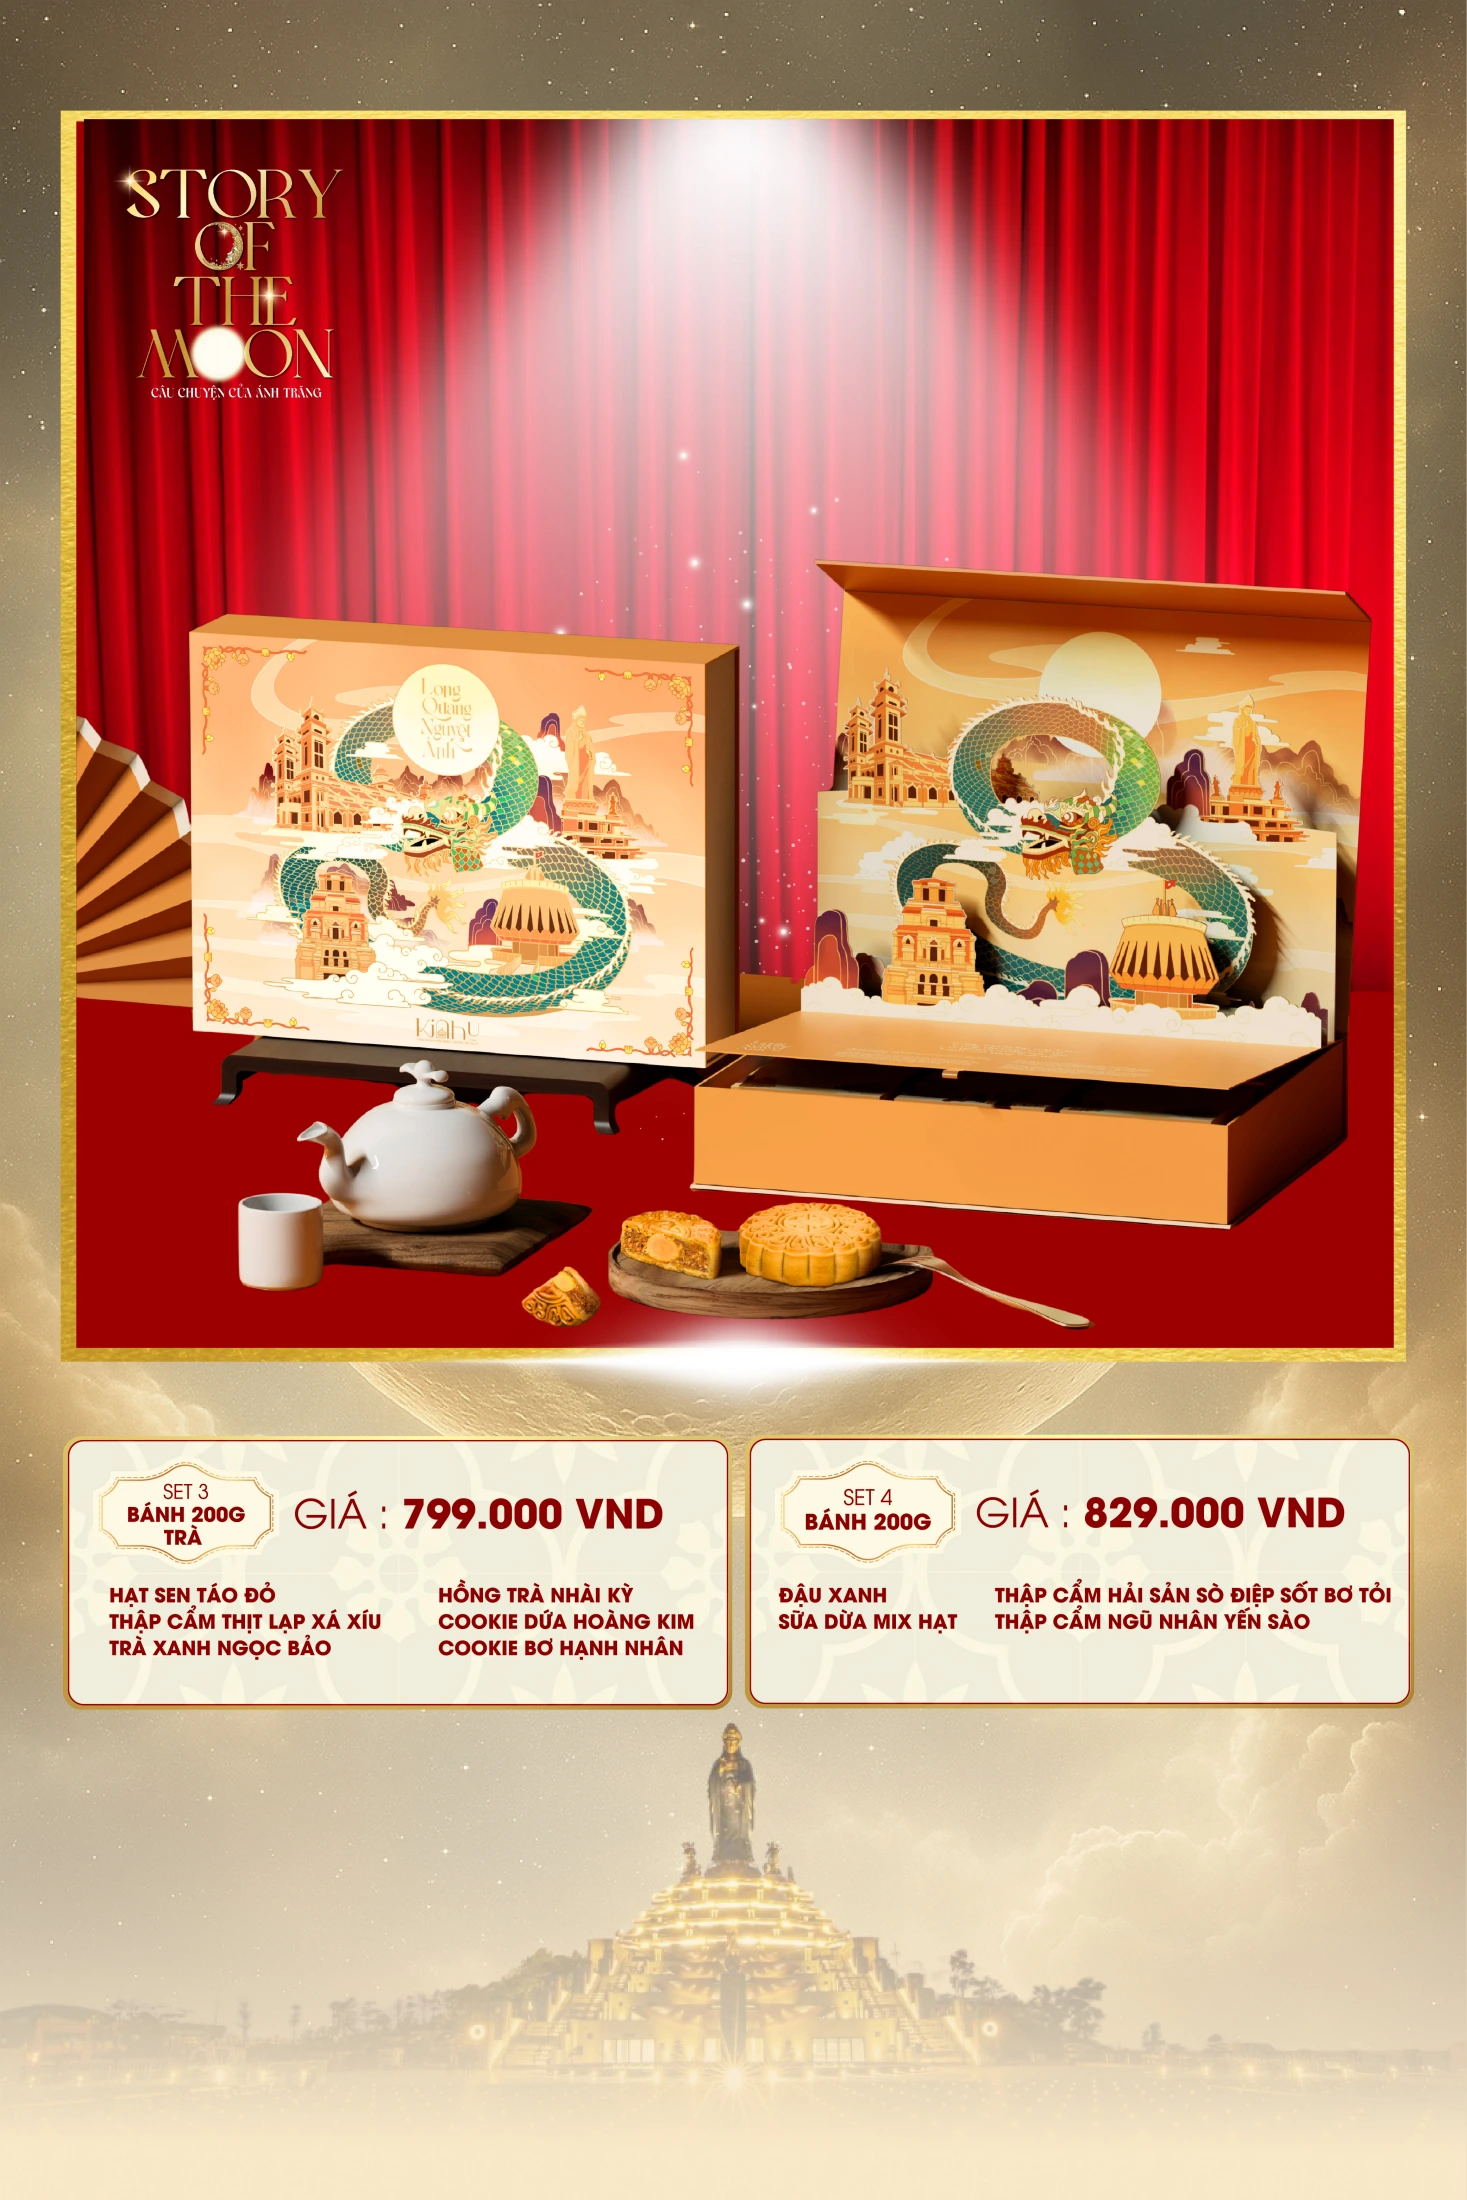 STORY
OF
THE
MOON
CÂU CHUYỆN CỦA ÁNH TRĂNG
Long
Quang
Nguyệt
Ảnh
Kinhu
SET 3
BÁNH 200G
TRÀ
GIÁ : 799.000 VND
HẠT SEN TÁO ĐỎ
THẬP CẨM THỊT LẠP XÁ XÍU
TRÀ XANH NGỌC BẢO
HỒNG TRÀ NHÀI KỲ
COOKIE DỨA HOÀNG KIM
COOKIE BƠ HẠNH NHÂN
SET 4
BÁNH 200G
GIÁ : 829.000 VND
ĐẬU XANH
SỮA DỪA MIX HẠT
THẬP CẨM HẢI SẢN SÒ ĐIỆP SỐT BƠ TỎI
THẬP CẨM NGŨ NHÂN YẾN SÀO